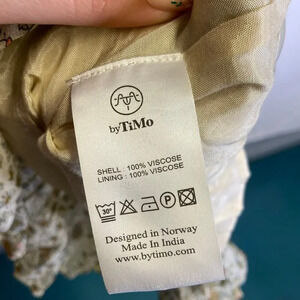 byTiMo
SHELL : 100% VISCOSE
LINING : 100% VISCOSE
30°
P
Designed in Norway
Made In India
www.bytimo.com